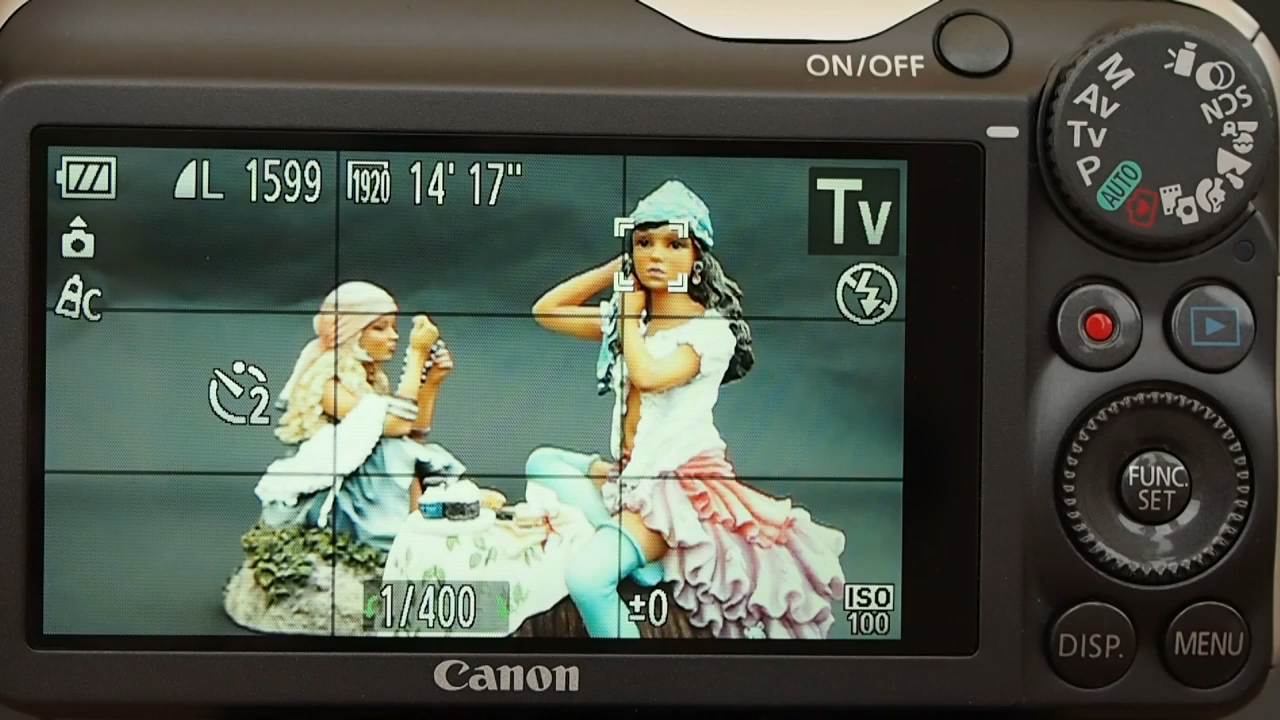 ON/OFF
L 1599 1920 14' 17"
Tv
C
2
1/400 ±0 ISO 100
Canon
M
Av
Tv
P
AUTO
SCN
FUNC.
SET
DISP. MENU